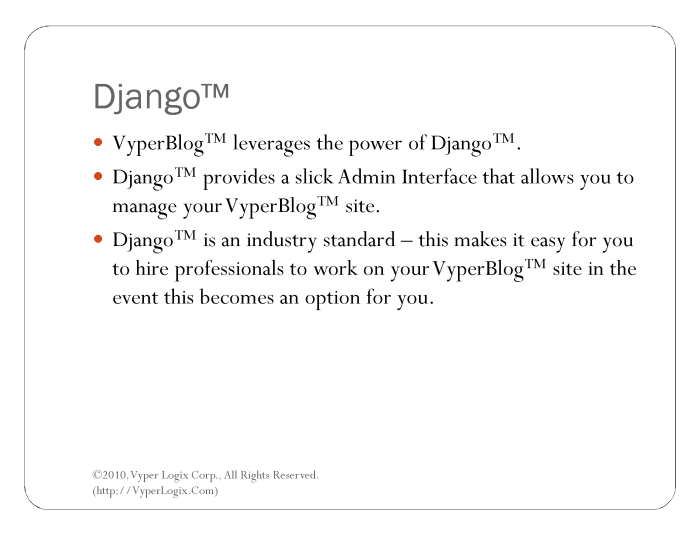 Django™
• VyperBlog™ leverages the power of Django™.
• Django™ provides a slick Admin Interface that allows you to
manage your VyperBlog™ site.
• Django™ is an industry standard – this makes it easy for you
to hire professionals to work on your VyperBlog™ site in the
event this becomes an option for you.
©2010, Vyper Logix Corp., All Rights Reserved.
(http://VyperLogix.Com)